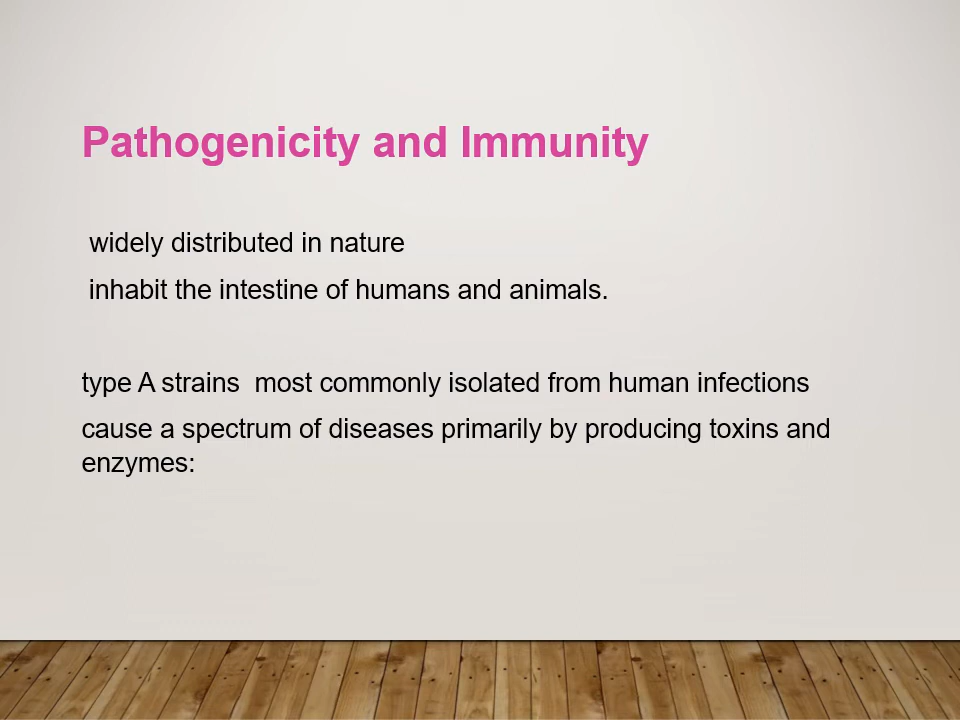 Pathogenicity and Immunity
widely distributed in nature
inhabit the intestine of humans and animals.
type A strains  most commonly isolated from human infections
cause a spectrum of diseases primarily by producing toxins and
enzymes: